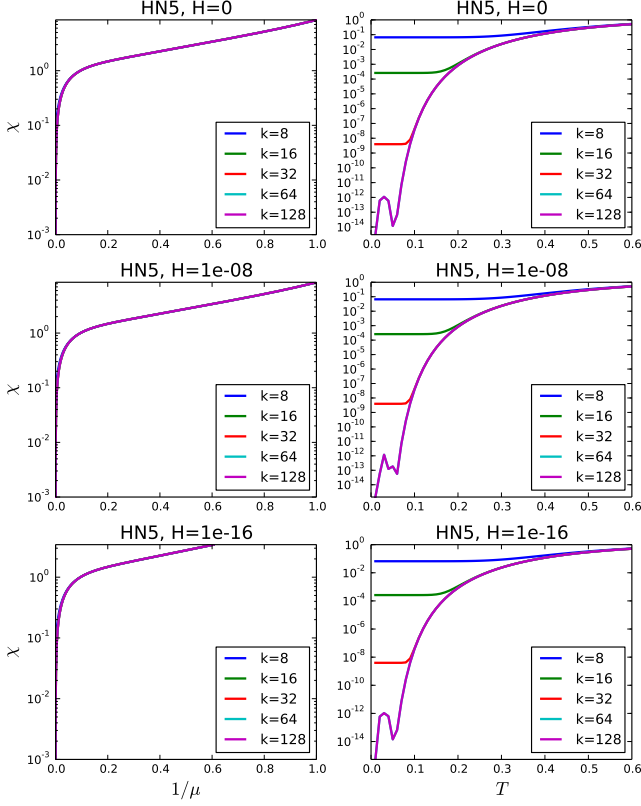 HN5, H=0
10^0
10^-1
10^-2
10^-3
χ
0.0 0.2 0.4 0.6 0.8 1.0
k=8
k=16
k=32
k=64
k=128
HN5, H=0
10^0
10^-1
10^-2
10^-3
10^-4
10^-5
10^-6
10^-7
10^-8
10^-9
10^-10
10^-11
10^-12
10^-13
10^-14
0.0 0.1 0.2 0.3 0.4 0.5 0.6
k=8
k=16
k=32
k=64
k=128
HN5, H=1e-08
10^0
10^-1
10^-2
10^-3
χ
0.0 0.2 0.4 0.6 0.8 1.0
k=8
k=16
k=32
k=64
k=128
HN5, H=1e-08
10^0
10^-1
10^-2
10^-3
10^-4
10^-5
10^-6
10^-7
10^-8
10^-9
10^-10
10^-11
10^-12
10^-13
10^-14
0.0 0.1 0.2 0.3 0.4 0.5 0.6
k=8
k=16
k=32
k=64
k=128
HN5, H=1e-16
10^0
10^-1
10^-2
10^-3
χ
0.0 0.2 0.4 0.6 0.8 1.0
1/μ
k=8
k=16
k=32
k=64
k=128
HN5, H=1e-16
10^0
10^-2
10^-4
10^-6
10^-8
10^-10
10^-12
10^-14
0.0 0.1 0.2 0.3 0.4 0.5 0.6
T
k=8
k=16
k=32
k=64
k=128